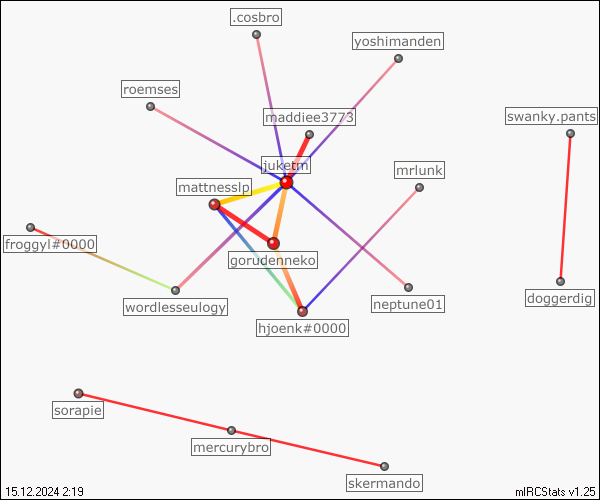 .cosbro
yoshimanden
roemses
maddiee3773
swanky.pants
juketm
mrlunk
mattnesslp
froggyl#0000
gorudenneko
wordlesseulogy
neptune01
doggerdig
hjoenk#0000
sorapie
mercurybro
skermando
15.12.2024 2:19
mIRCStats v1.25